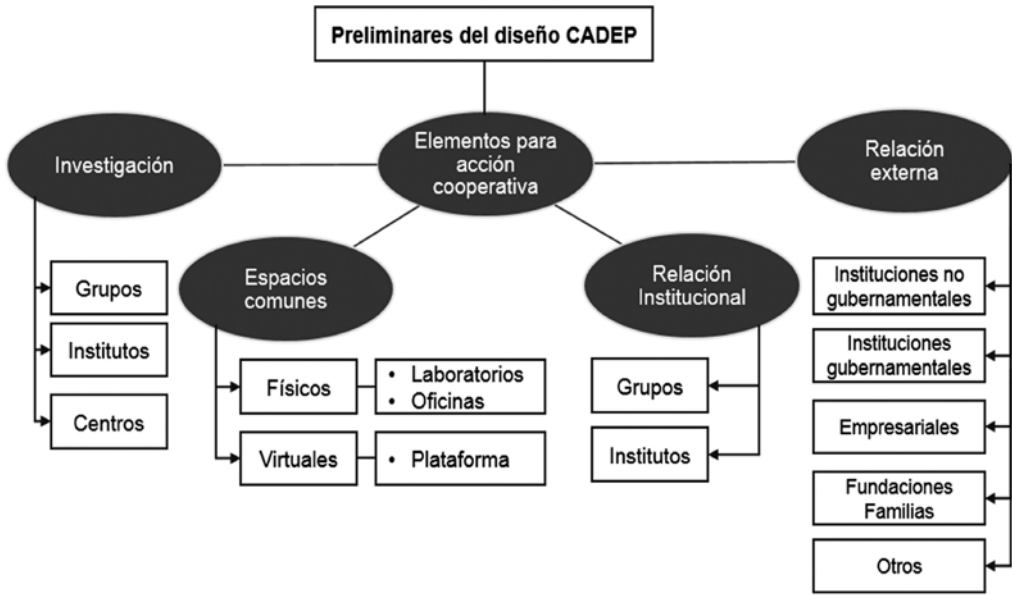 Preliminares del diseño CADEP
Elementos para
acción
cooperativa
Investigación
Relación
externa
Espacios
comunes
Relación
Institucional
Grupos
Institutos
Centros
Físicos
• Laboratorios
• Oficinas
Virtuales
• Plataforma
Grupos
Institutos
Instituciones no
gubernamentales
Instituciones
gubernamentales
Empresariales
Fundaciones
Familias
Otros